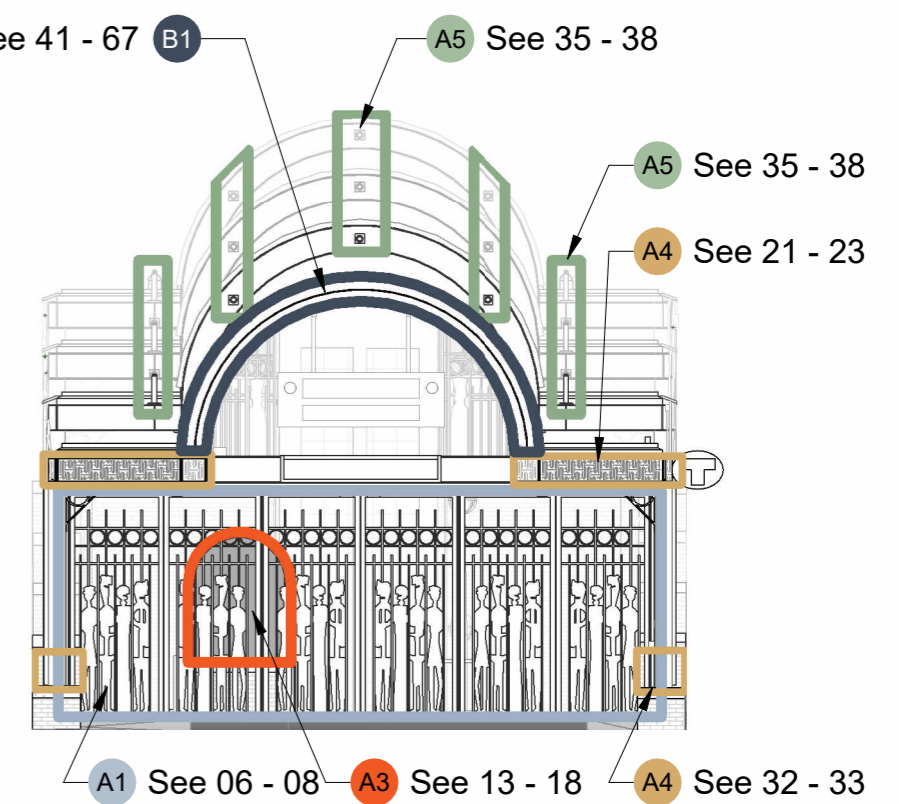 See 41 - 67 B1
A5 See 35 - 38
A5 See 35 - 38
A4 See 21 - 23
T
A1 See 06 - 08
A3 See 13 - 18
A4 See 32 - 33